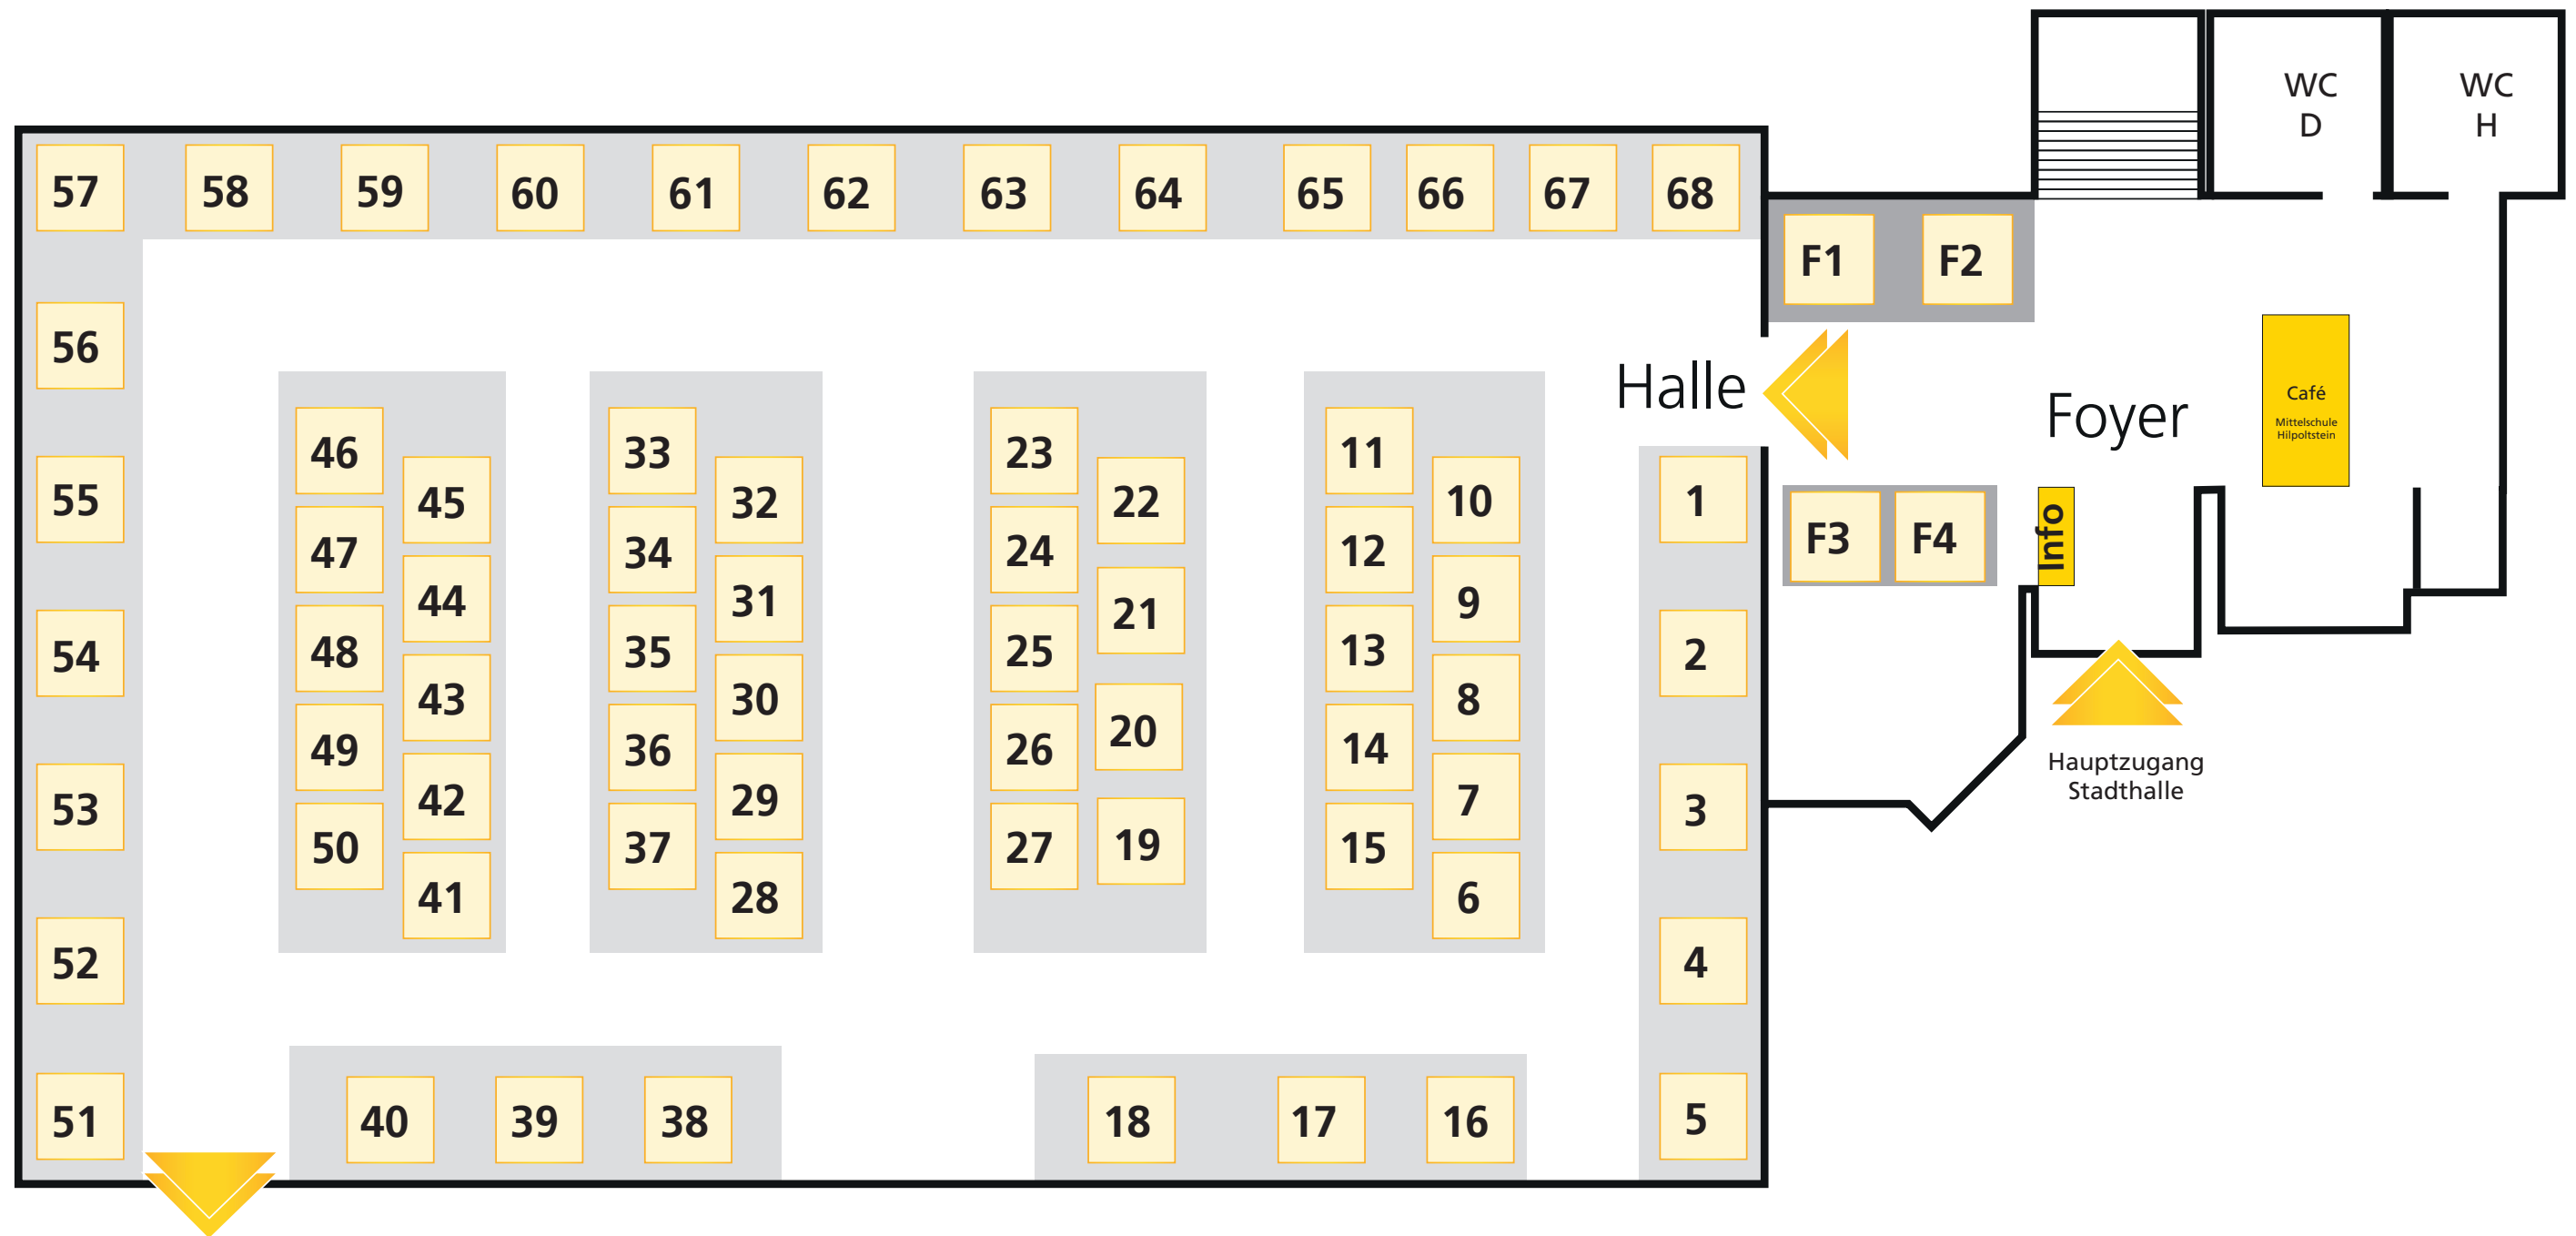 WC
D
WC
H
57 58 59 60 61 62 63 64 65 66 67 68
F1 F2
56
Halle
Foyer
Café
Mittelschule
Hilpoltstein
46 33 23 11
55 45 32 22 10 1
47 34 24 12
F3 F4 Info
44 31 21 9
54 48 35 25 13 2
43 30 20 8
49 36 26 14
Hauptzugang
Stadthalle
53 42 29 19 7 3
50 37 27 15
41 28 6
52 4
51 40 39 38 18 17 16 5